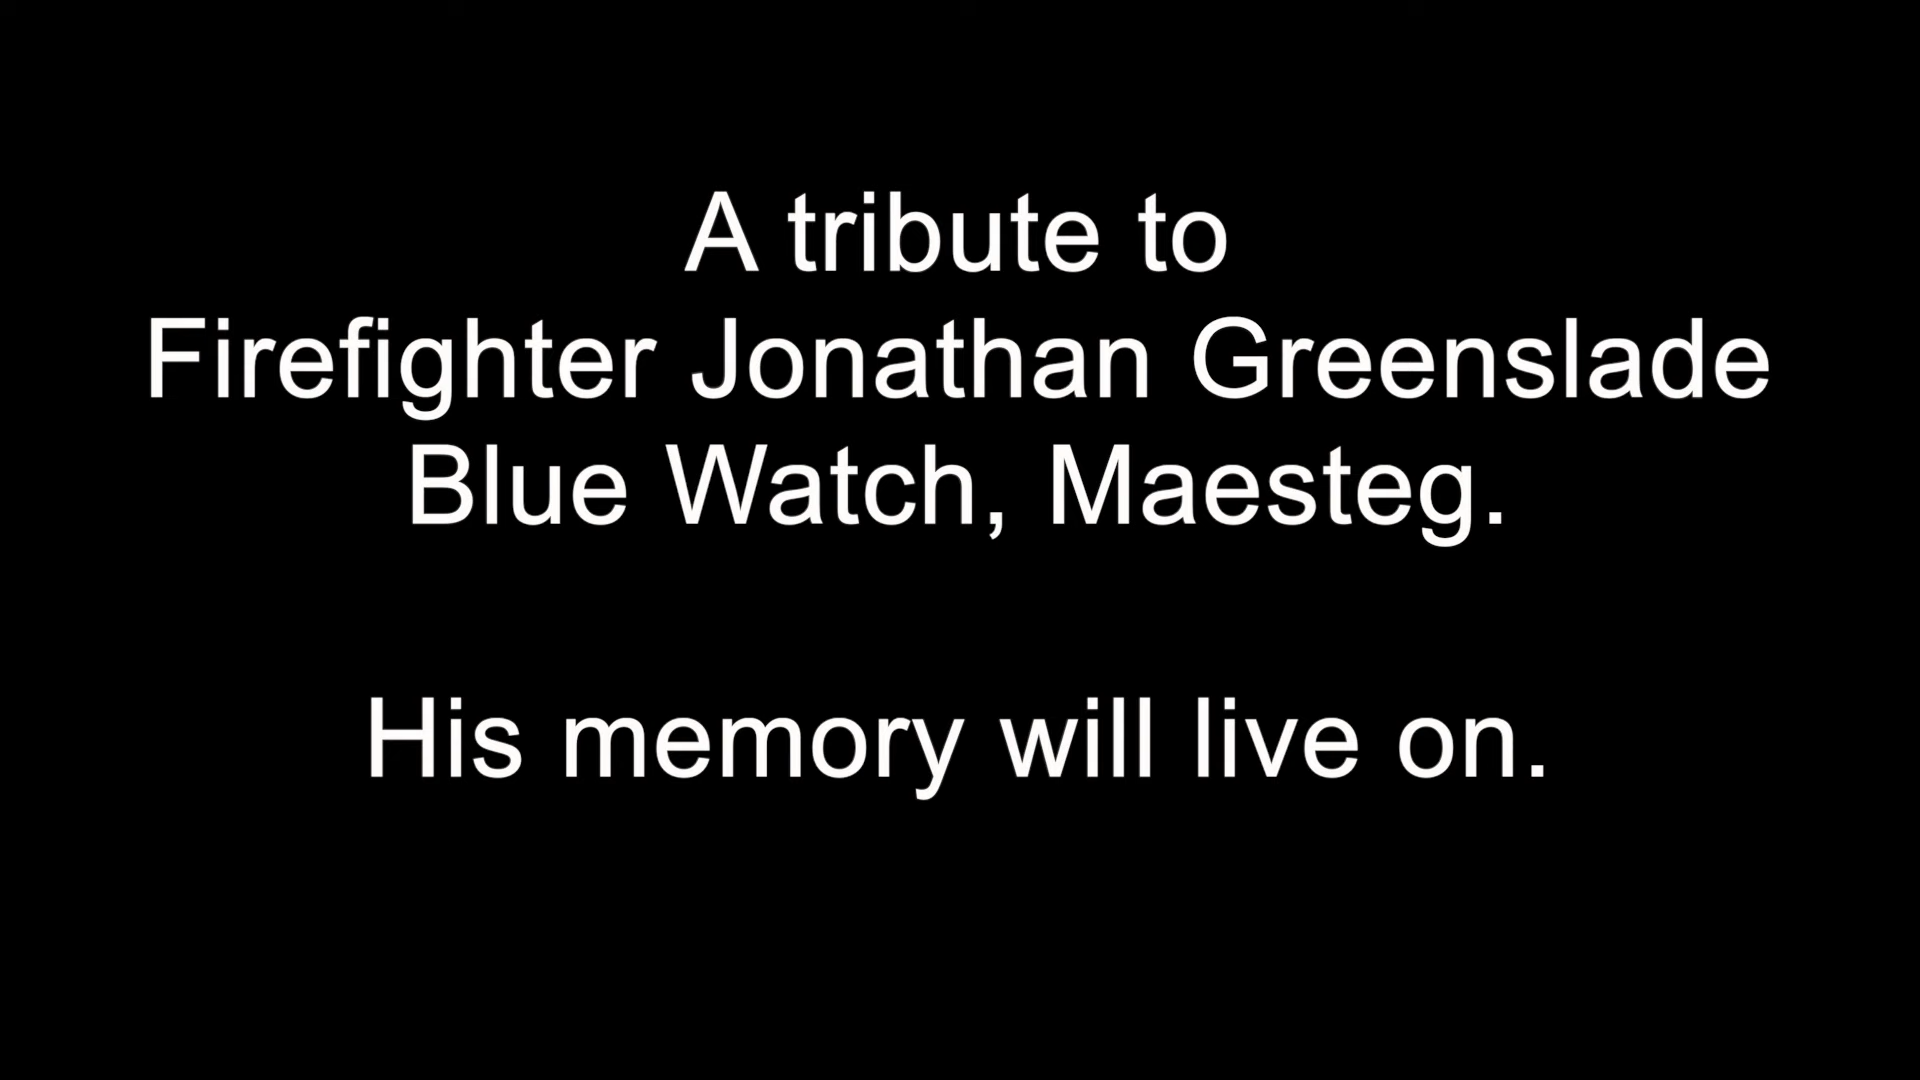 A tribute to
Firefighter Jonathan Greenslade
Blue Watch, Maesteg.
His memory will live on.